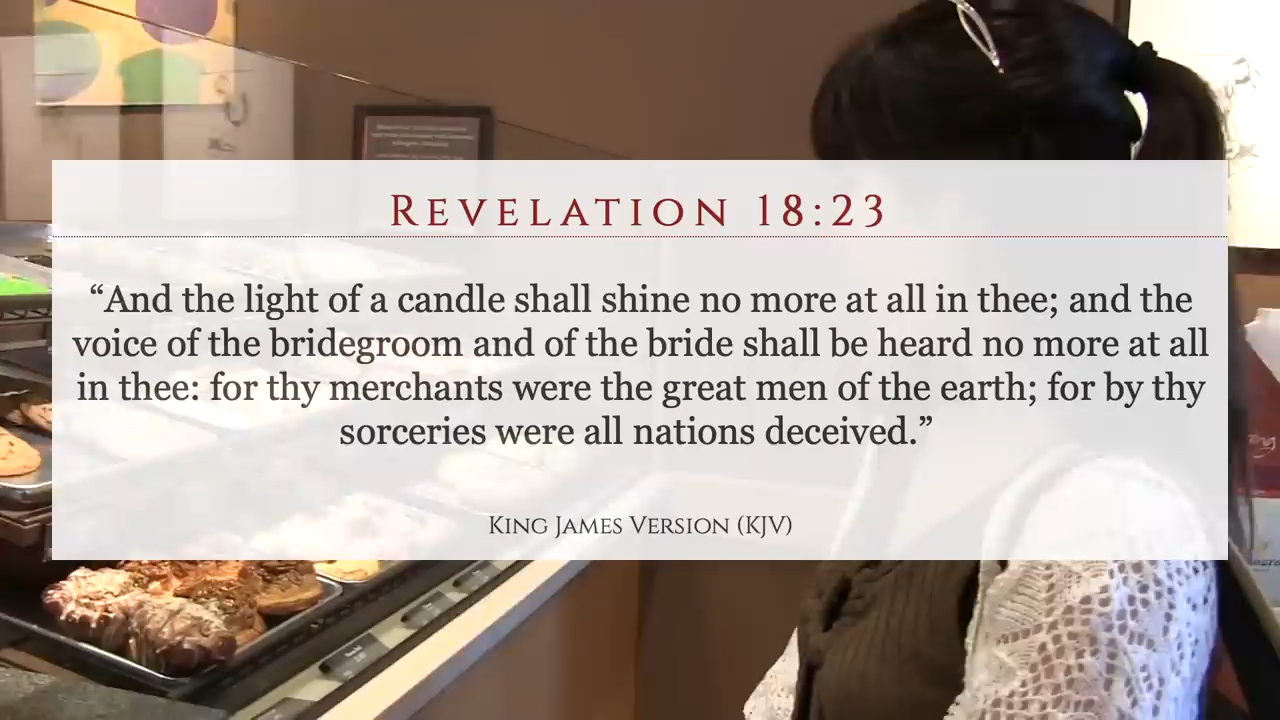 Revelation 18:23
“And the light of a candle shall shine no more at all in thee; and the
voice of the bridegroom and of the bride shall be heard no more at all
in thee: for thy merchants were the great men of the earth; for by thy
sorceries were all nations deceived.”
King James Version (KJV)